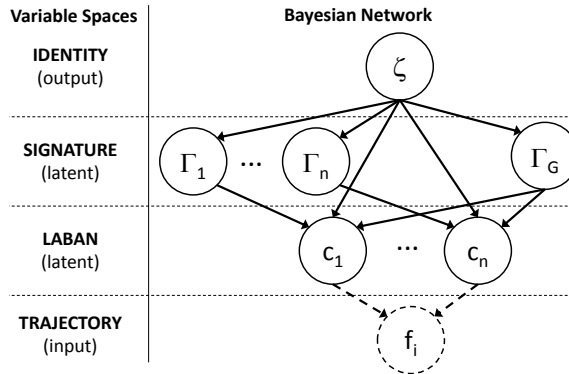 Variable Spaces Bayesian Network
IDENTITY
(output)
ζ
SIGNATURE
(latent)
Γ1 ... Γn ΓG
LABAN
(latent)
c1 ... cn
TRAJECTORY
(input)
fi